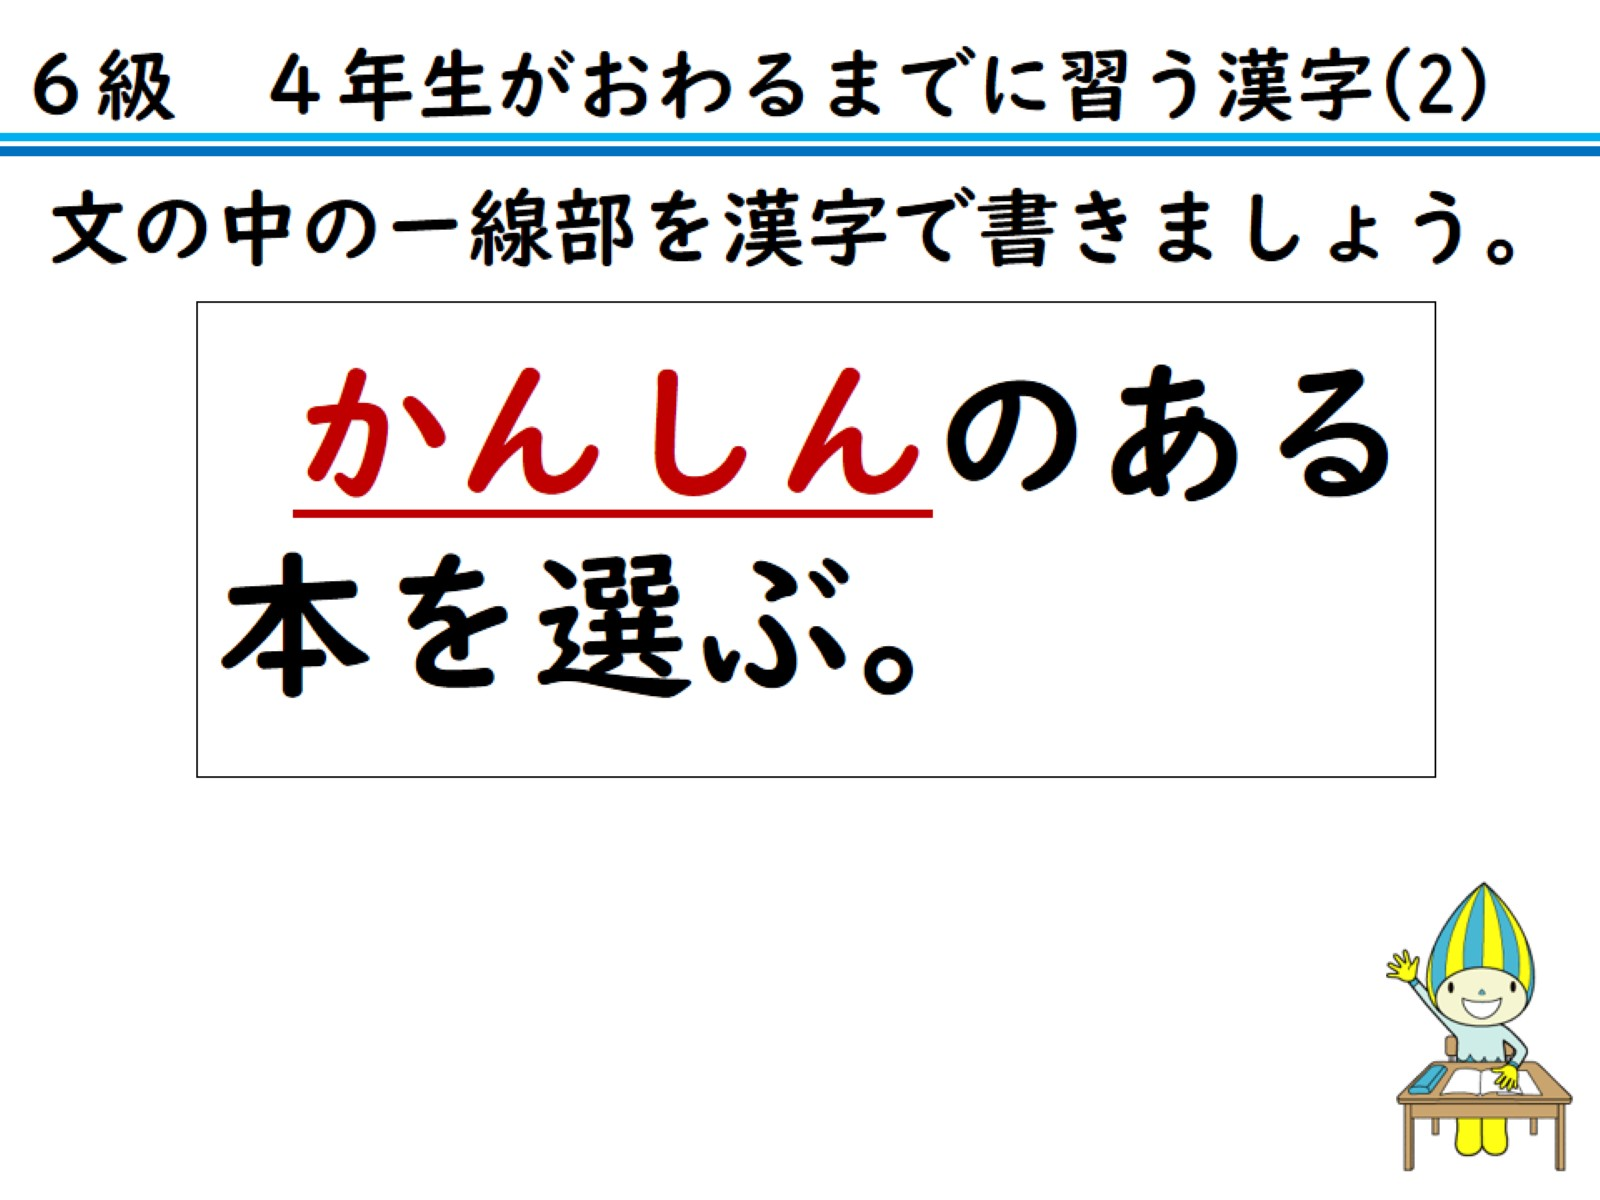 ６級　４年生がおわるまでに習う漢字(2)
文の中の一線部を漢字で書きましょう。
かんしんのある
本を選ぶ。